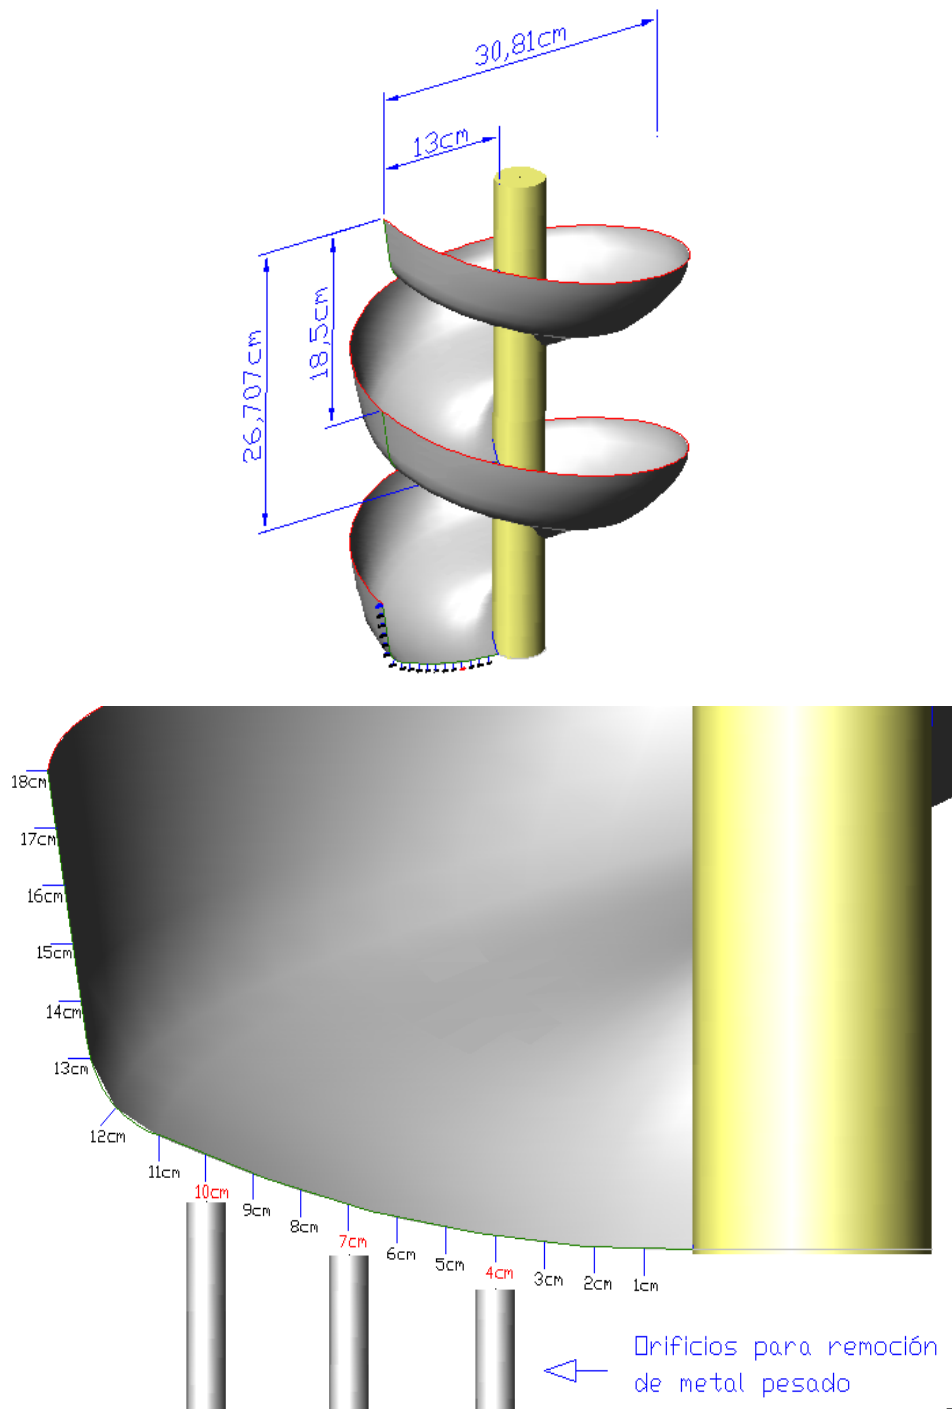 30,81cm
13cm
18,5cm
26,707cm
18cm
17cm
16cm
15cm
14cm
13cm
12cm
11cm
10cm
9cm
8cm
7cm
6cm
5cm
4cm
3cm
2cm
1cm
Orificios para remoción
de metal pesado